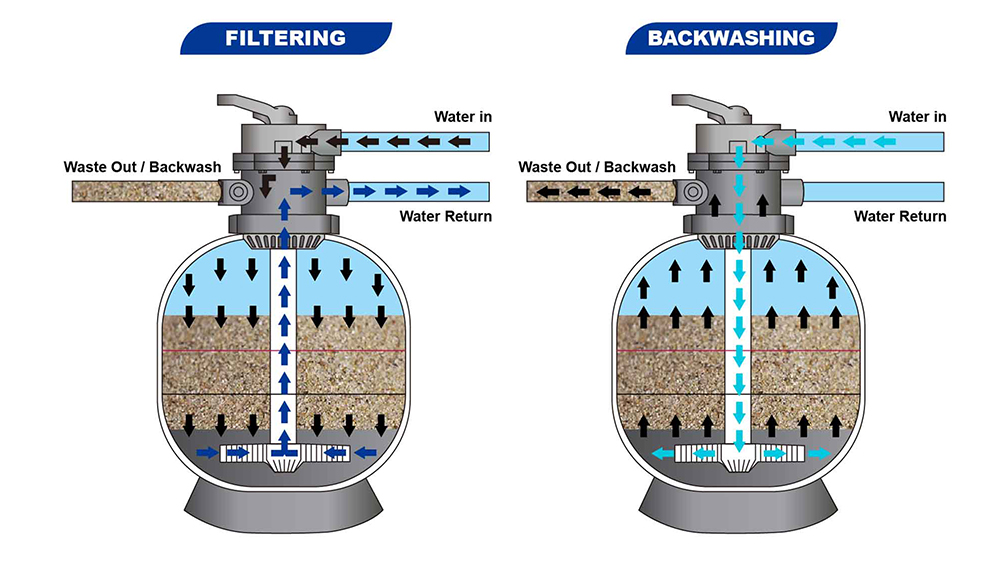 FILTERING
BACKWASHING
Water in
Waste Out / Backwash
Water Return
Water in
Waste Out / Backwash
Water Return